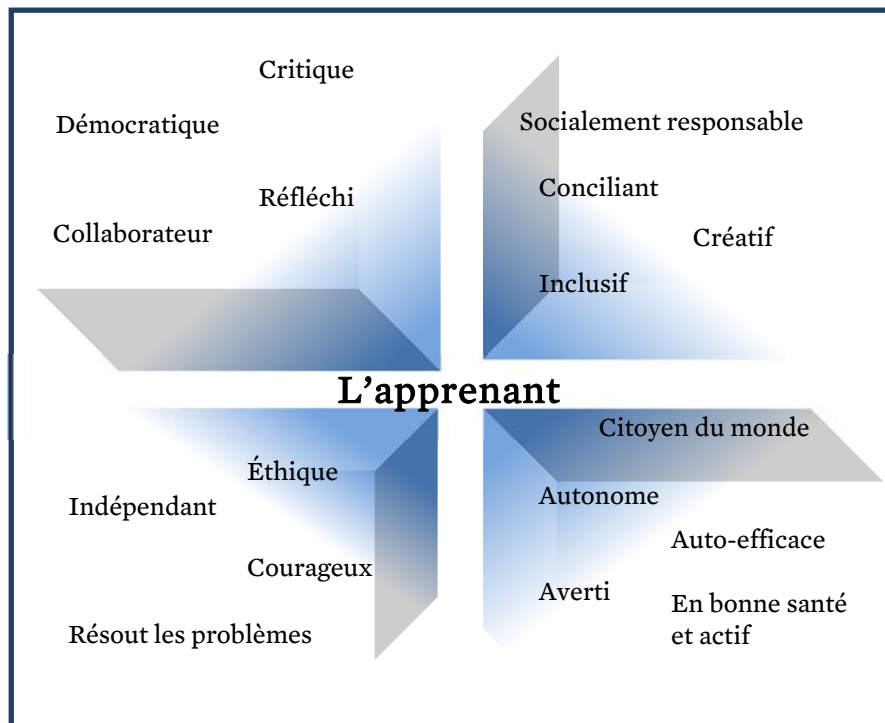 Critique
Démocratique
Réfléchi
Collaborateur
Socialement responsable
Conciliant
Créatif
Inclusif
L’apprenant
Éthique
Indépendant
Courageux
Résout les problèmes
Citoyen du monde
Autonome
Auto-efficace
Averti
En bonne santé
et actif